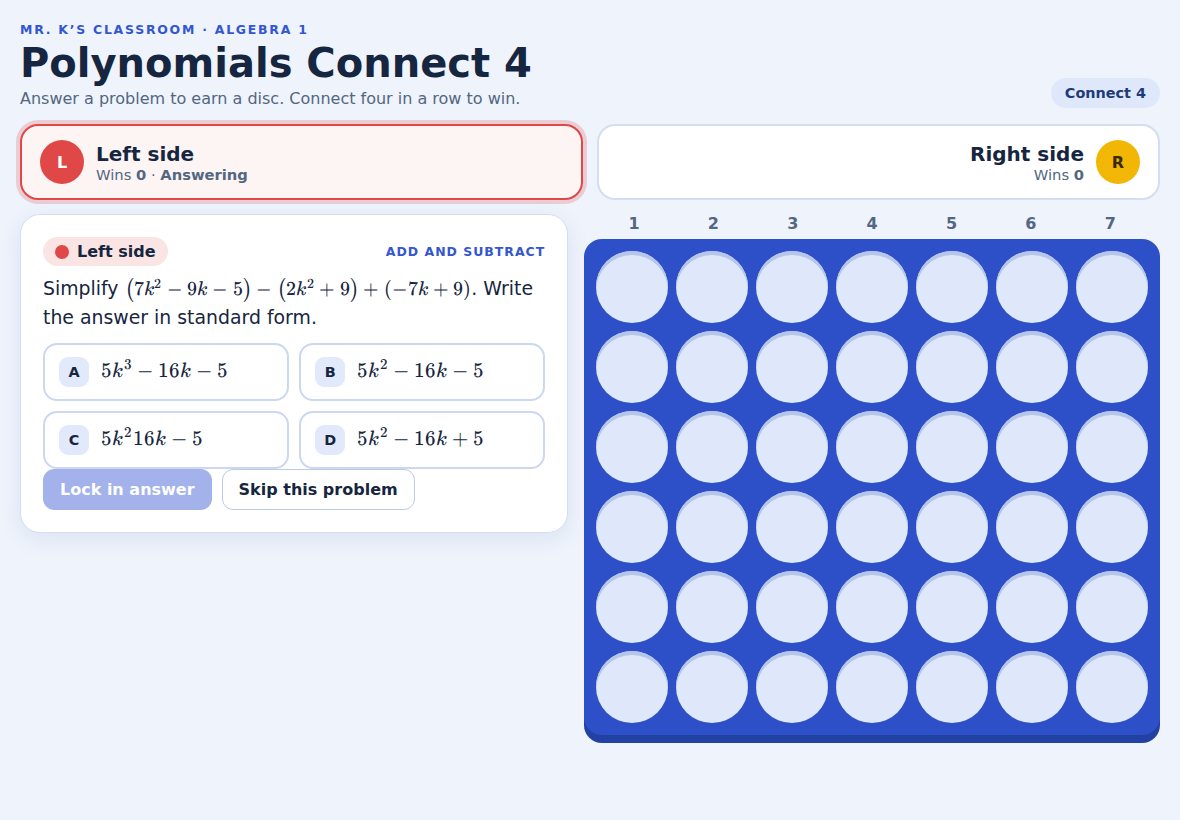 MR. K'S CLASSROOM · ALGEBRA 1
Polynomials Connect 4
Answer a problem to earn a disc. Connect four in a row to win.
Connect 4
L
Left side
Wins 0 · Answering
Right side
Wins 0
R
Left side
ADD AND SUBTRACT
Simplify (7k² − 9k − 5) − (2k² + 9) + (−7k + 9). Write
the answer in standard form.
A 5k³ − 16k − 5
B 5k² − 16k − 5
C 5k²16k − 5
D 5k² − 16k + 5
Lock in answer
Skip this problem
1 2 3 4 5 6 7